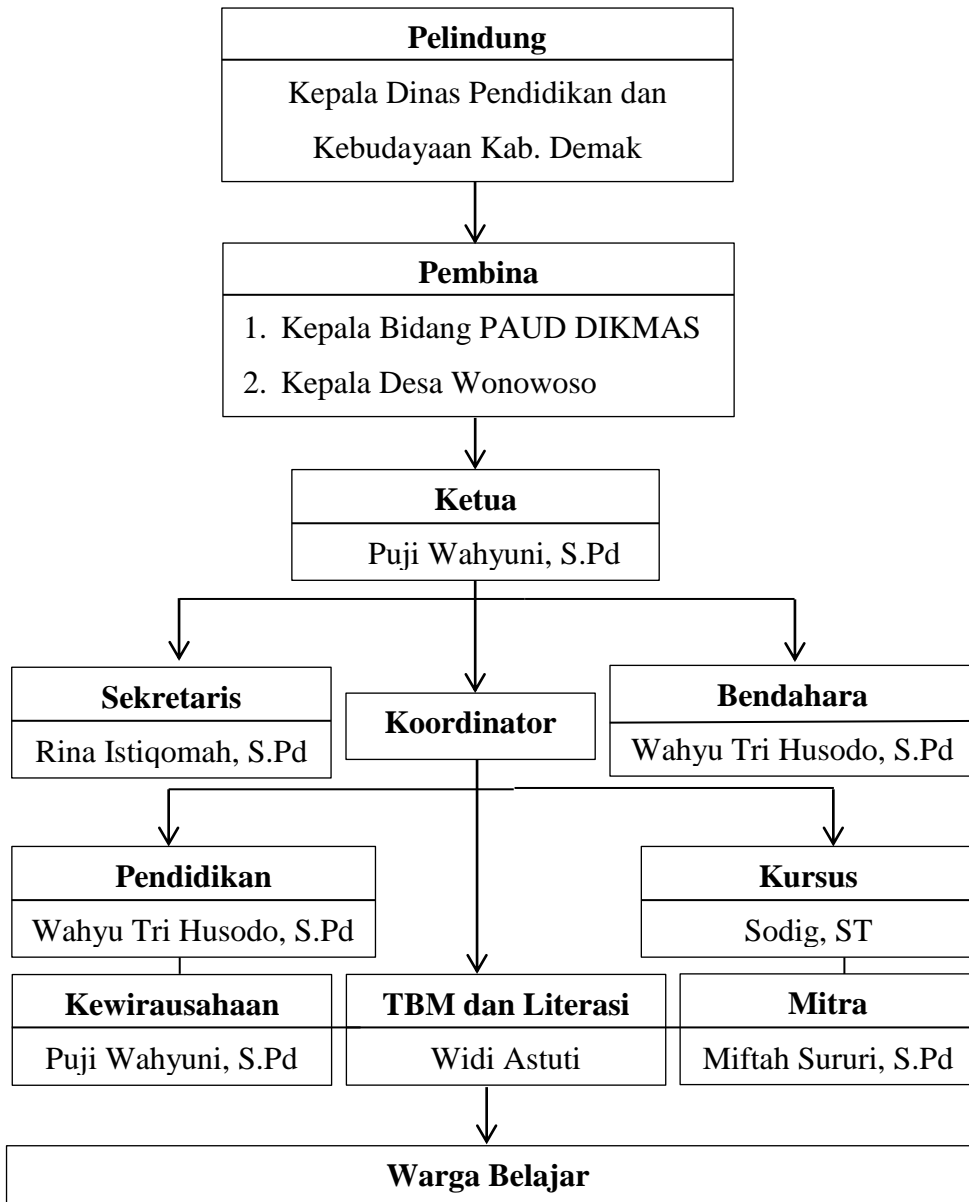 Pelindung
Kepala Dinas Pendidikan dan
Kebudayaan Kab. Demak
Pembina
1. Kepala Bidang PAUD DIKMAS
2. Kepala Desa Wonowoso
Ketua
Puji Wahyuni, S.Pd
Sekretaris
Rina Istiqomah, S.Pd
Koordinator
Bendahara
Wahyu Tri Husodo, S.Pd
Pendidikan
Wahyu Tri Husodo, S.Pd
Kursus
Sodig, ST
Kewirausahaan
Puji Wahyuni, S.Pd
TBM dan Literasi
Widi Astuti
Mitra
Miftah Sururi, S.Pd
Warga Belajar